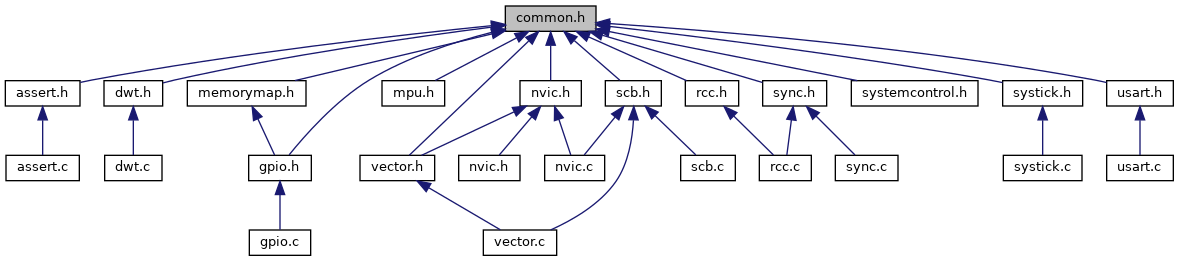 common.h
assert.h
dwt.h
memorymap.h
mpu.h
nvic.h
scb.h
rcc.h
sync.h
systemcontrol.h
systick.h
usart.h
assert.c
dwt.c
gpio.h
vector.h
nvic.h
nvic.c
scb.c
rcc.c
sync.c
systick.c
usart.c
gpio.c
vector.c